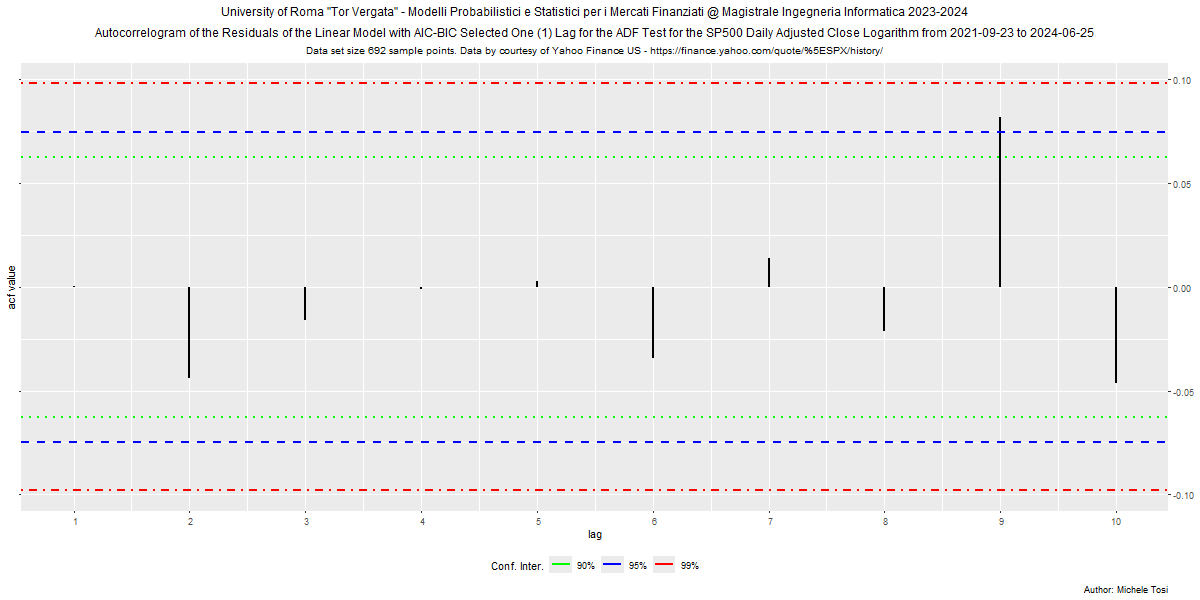 University of Roma "Tor Vergata" - Modelli Probabilistici e Statistici per i Mercati Finanziati @ Magistrale Ingegneria Informatica 2023-2024
Autocorrelogram of the Residuals of the Linear Model with AIC-BIC Selected One (1) Lag for the ADF Test for the SP500 Daily Adjusted Close Logarithm from 2021-09-23 to 2024-06-25
Data set size 692 sample points. Data by courtesy of Yahoo Finance US - https://finance.yahoo.com/quote/%5ESPX/history/
0.10
0.05
0.00
-0.05
-0.10
acf value
1 2 3 4 5 6 7 8 9 10
lag
Conf. Inter. 90% 95% 99%
Author: Michele Tosi